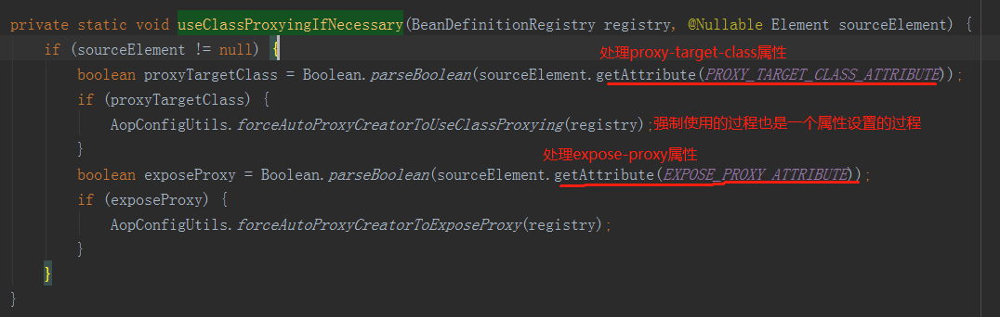 private static void useClassProxyingIfNecessary(BeanDefinitionRegistry registry, @Nullable Element sourceElement) {
if (sourceElement != null) {
处理proxy-target-class属性
boolean proxyTargetClass = Boolean.parseBoolean(sourceElement.getAttribute(PROXY_TARGET_CLASS_ATTRIBUTE));
if (proxyTargetClass) {
AopConfigUtils.forceAutoProxyCreatorToUseClassProxying(registry);强制使用的过程也是一个属性设置的过程
}
处理expose-proxy属性
boolean exposeProxy = Boolean.parseBoolean(sourceElement.getAttribute(EXPOSE_PROXY_ATTRIBUTE));
if (exposeProxy) {
AopConfigUtils.forceAutoProxyCreatorToExposeProxy(registry);
}
}
}